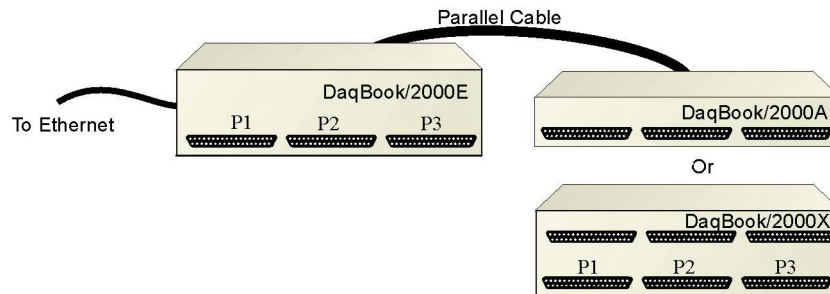 Parallel Cable
DaqBook/2000E
To Ethernet
P1 P2 P3
DaqBook/2000A
Or
DaqBook/2000X
P1 P2 P3